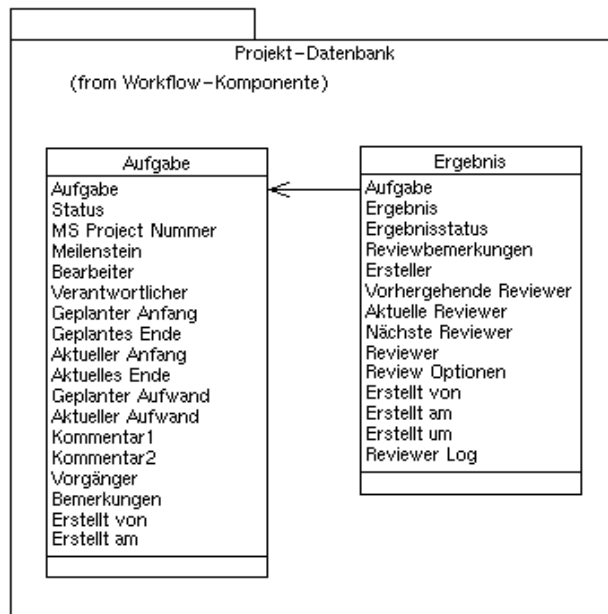 Projekt-Datenbank
(from Workflow-Komponente)
Aufgabe
Aufgabe
Status
MS Project Nummer
Meilenstein
Bearbeiter
Verantwortlicher
Geplanter Anfang
Geplantes Ende
Aktueller Anfang
Aktuelles Ende
Geplanter Aufwand
Aktueller Aufwand
Kommentar1
Kommentar2
Vorgänger
Bemerkungen
Erstellt von
Erstellt am
Ergebnis
Aufgabe
Ergebnis
Ergebnisstatus
Reviewbemerkungen
Ersteller
Vorhergehende Reviewer
Aktuelle Reviewer
Nächste Reviewer
Reviewer
Review Optionen
Erstellt von
Erstellt am
Erstellt um
Reviewer Log